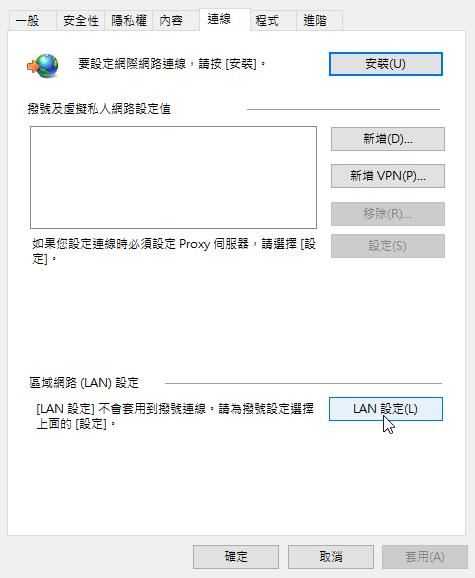 一般 安全性 隱私權 內容 連線 程式 進階
要設定網際網路連線，請按 [安裝]。
安裝(U)
撥號及虛擬私人網路設定值
新增(D)...
新增 VPN(P)...
移除(R)...
如果您設定連線時必須設定 Proxy 伺服器，請選擇 [設
定]。
設定(S)
區域網路 (LAN) 設定
[LAN 設定] 不會套用到撥號連線。請為撥號設定選擇
上面的 [設定]。
LAN 設定(L)
確定 取消 套用(A)